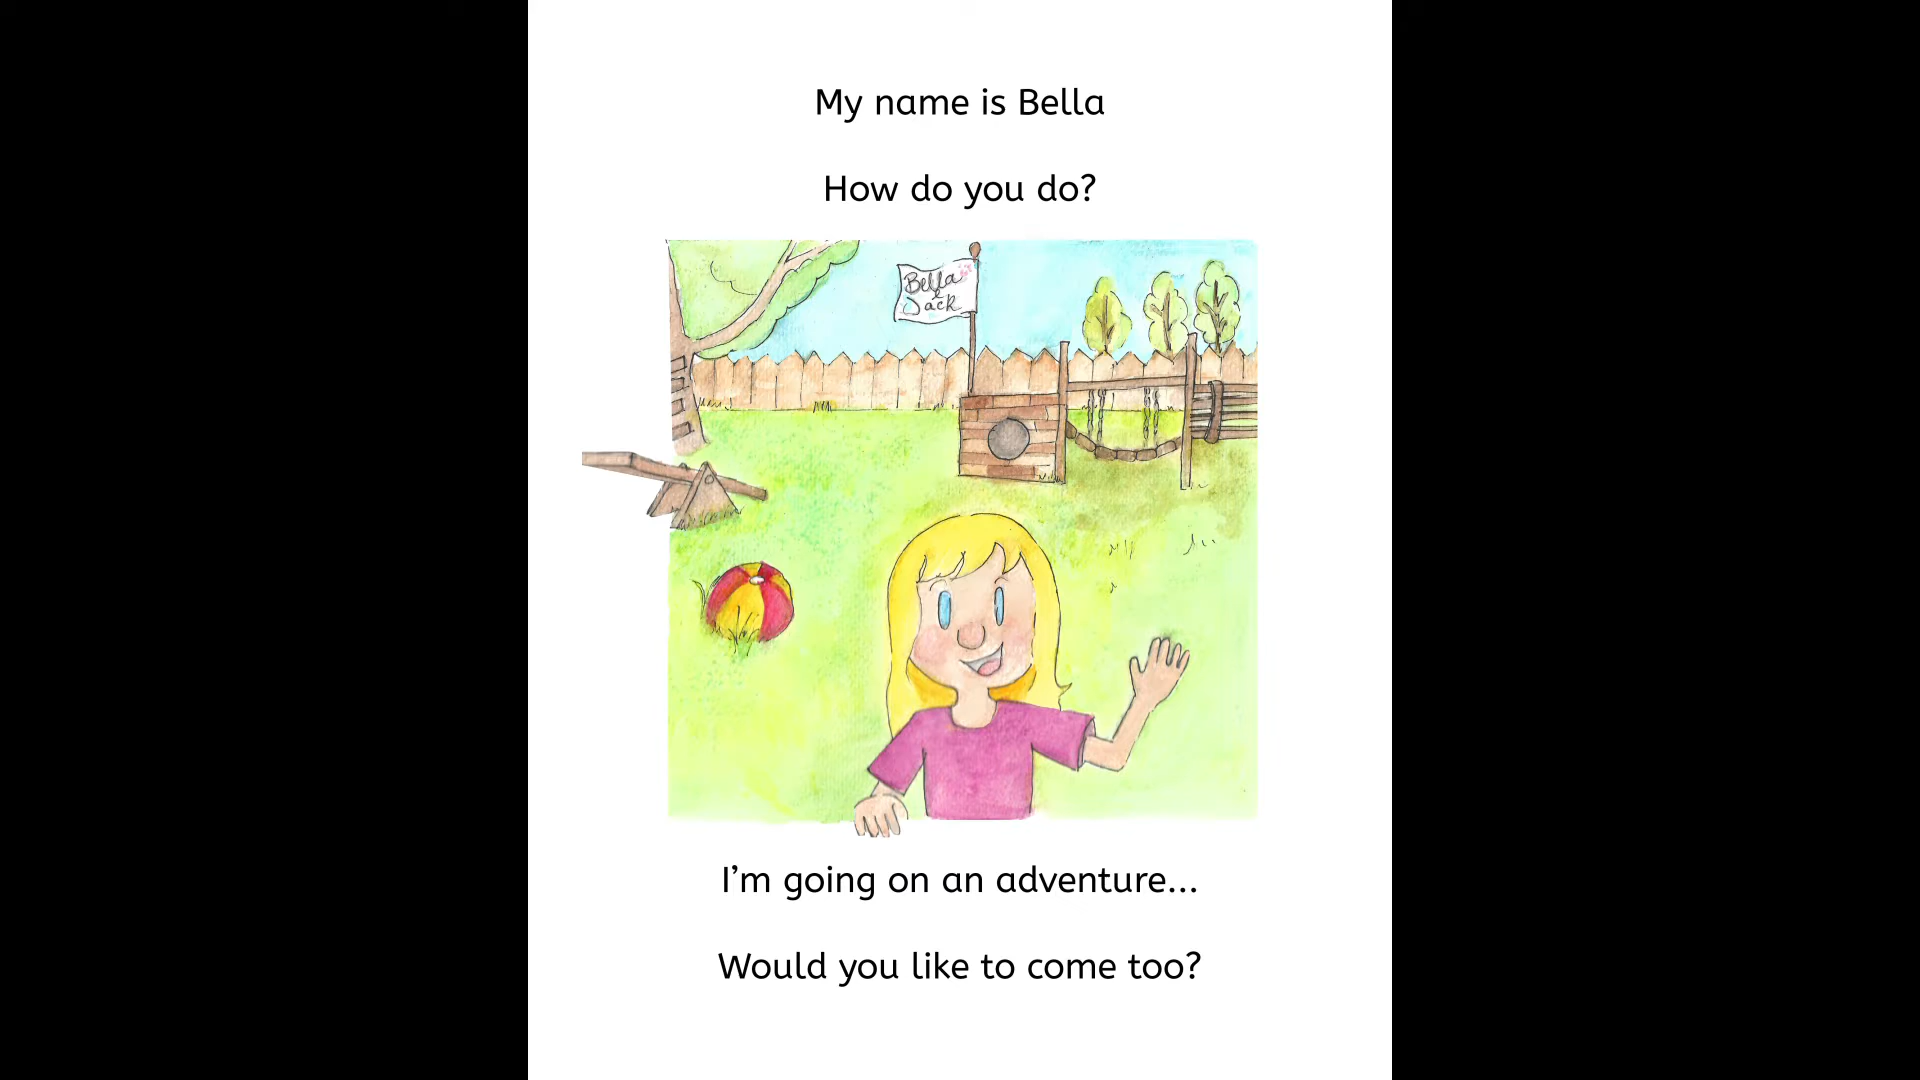 My name is Bella
How do you do?
Bella
&
Jack
I’m going on an adventure...
Would you like to come too?